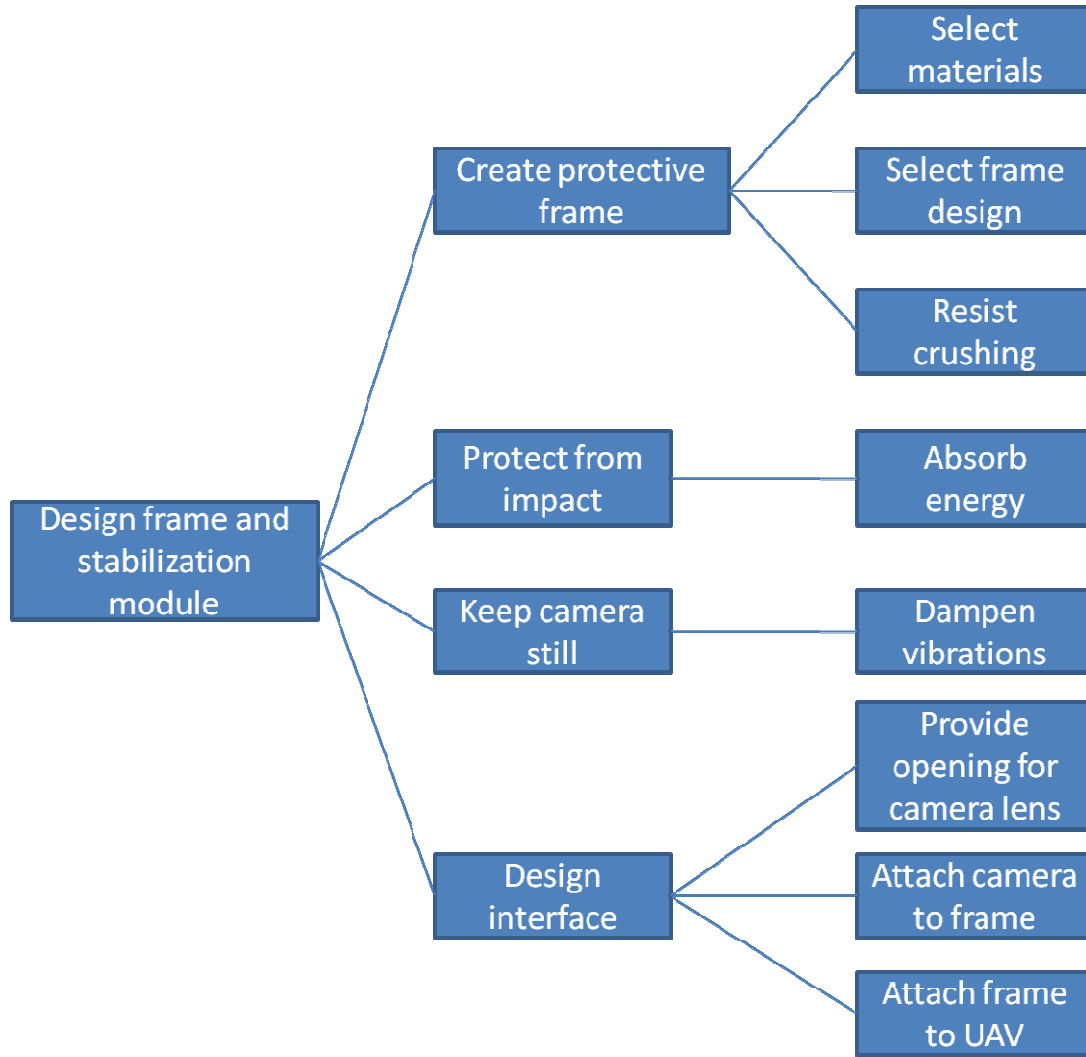 Select
materials
Create protective
frame
Select frame
design
Resist
crushing
Protect from
impact
Absorb
energy
Design frame and
stabilization
module
Keep camera
still
Dampen
vibrations
Provide
opening for
camera lens
Design
interface
Attach camera
to frame
Attach frame
to UAV